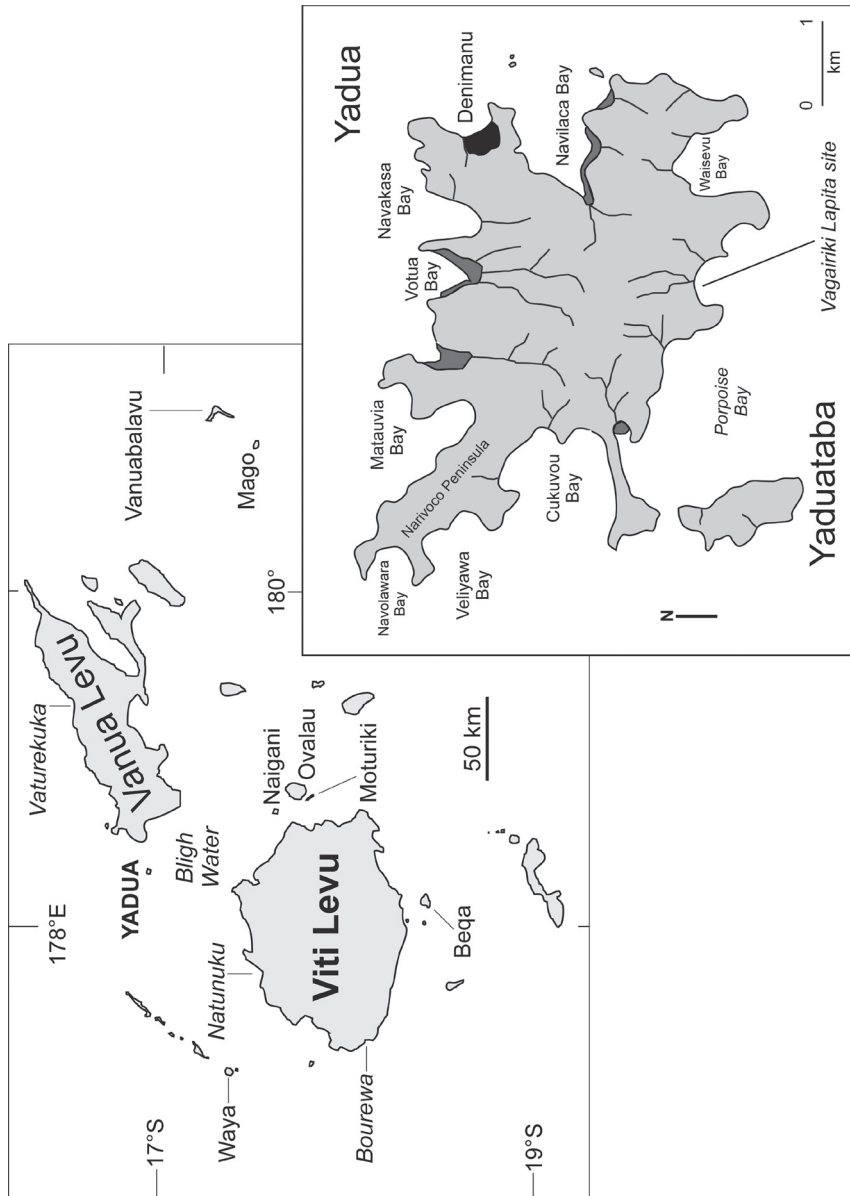 178°E
180°
17°S
19°S
Vaturekuka
Vanua Levu
YADUA
Bligh
Water
Vanuabalavu
Mago
Natunuku
Waya
Viti Levu
Naigani
Ovalau
Moturiki
Bourewa
Beqa
50 km
Yadua
Navolawara
Bay
Matauvia
Bay
Votua
Bay
Navakasa
Bay
Denimanu
Narivoco Peninsula
Veliyawa
Bay
Cukuvou
Bay
Navilaca Bay
N
Porpoise
Bay
Waisevu
Bay
Yaduataba
Vagairiki Lapita site
0
1
km